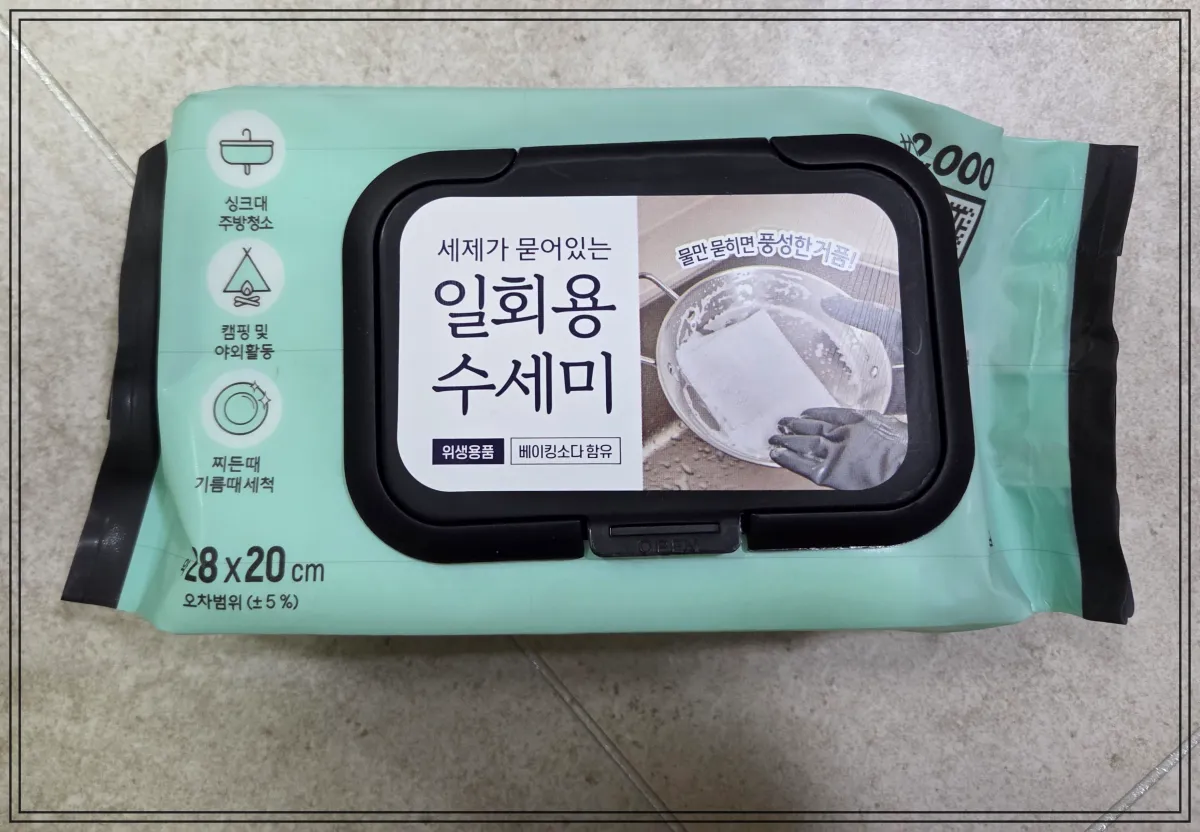 싱크대
주방청소
캠핑 및
야외활동
찌든때
기름때세척
28 x 20 cm
오차범위 (±5%)
세제가 묻어있는
일회용
수세미
위생용품
베이킹소다 함유
물만 묻히면 풍성한 거품!
OPEN
₩2,000